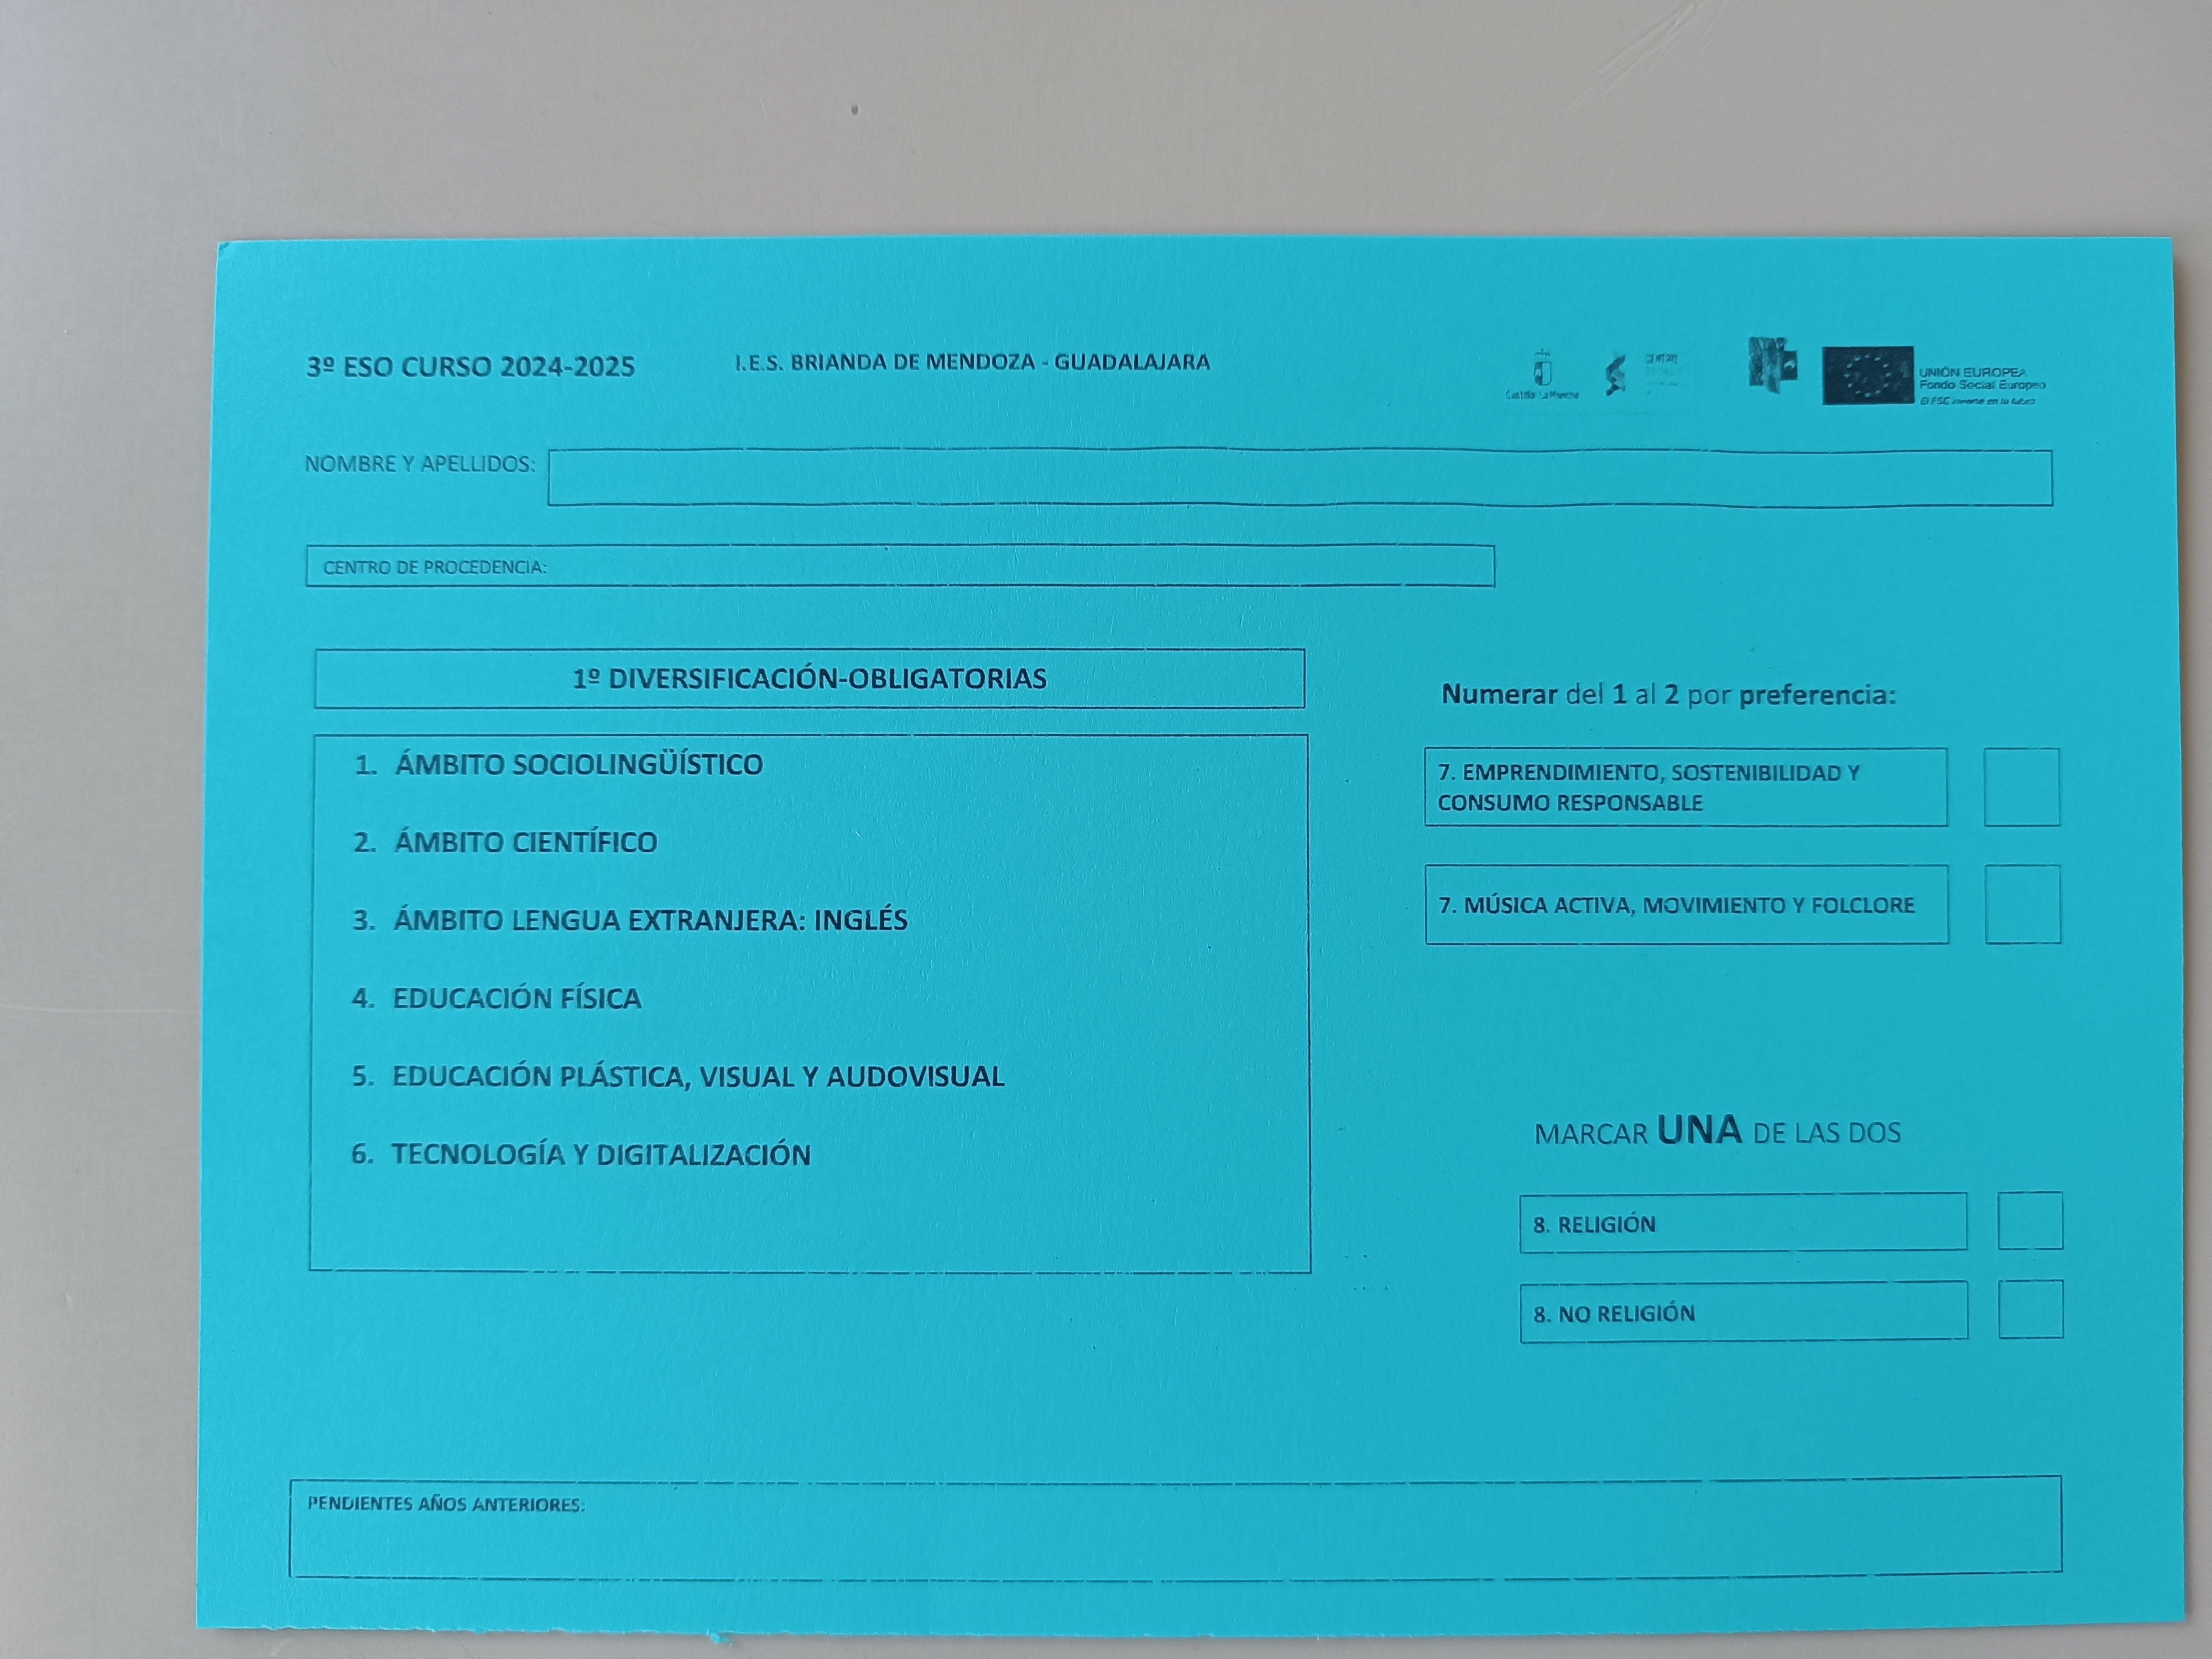 3º ESO CURSO 2024-2025
I.E.S. BRIANDA DE MENDOZA - GUADALAJARA
Castilla-La Mancha
UNIÓN EUROPEA
Fondo Social Europeo
El FSE invierte en tu futuro
NOMBRE Y APELLIDOS:
CENTRO DE PROCEDENCIA:
1º DIVERSIFICACIÓN-OBLIGATORIAS
1. ÁMBITO SOCIOLINGÜÍSTICO
2. ÁMBITO CIENTÍFICO
3. ÁMBITO LENGUA EXTRANJERA: INGLÉS
4. EDUCACIÓN FÍSICA
5. EDUCACIÓN PLÁSTICA, VISUAL Y AUDOVISUAL
6. TECNOLOGÍA Y DIGITALIZACIÓN
Numerar del 1 al 2 por preferencia:
7. EMPRENDIMIENTO, SOSTENIBILIDAD Y
CONSUMO RESPONSABLE
7. MÚSICA ACTIVA, MOVIMIENTO Y FOLCLORE
MARCAR UNA DE LAS DOS
8. RELIGIÓN
8. NO RELIGIÓN
PENDIENTES AÑOS ANTERIORES: